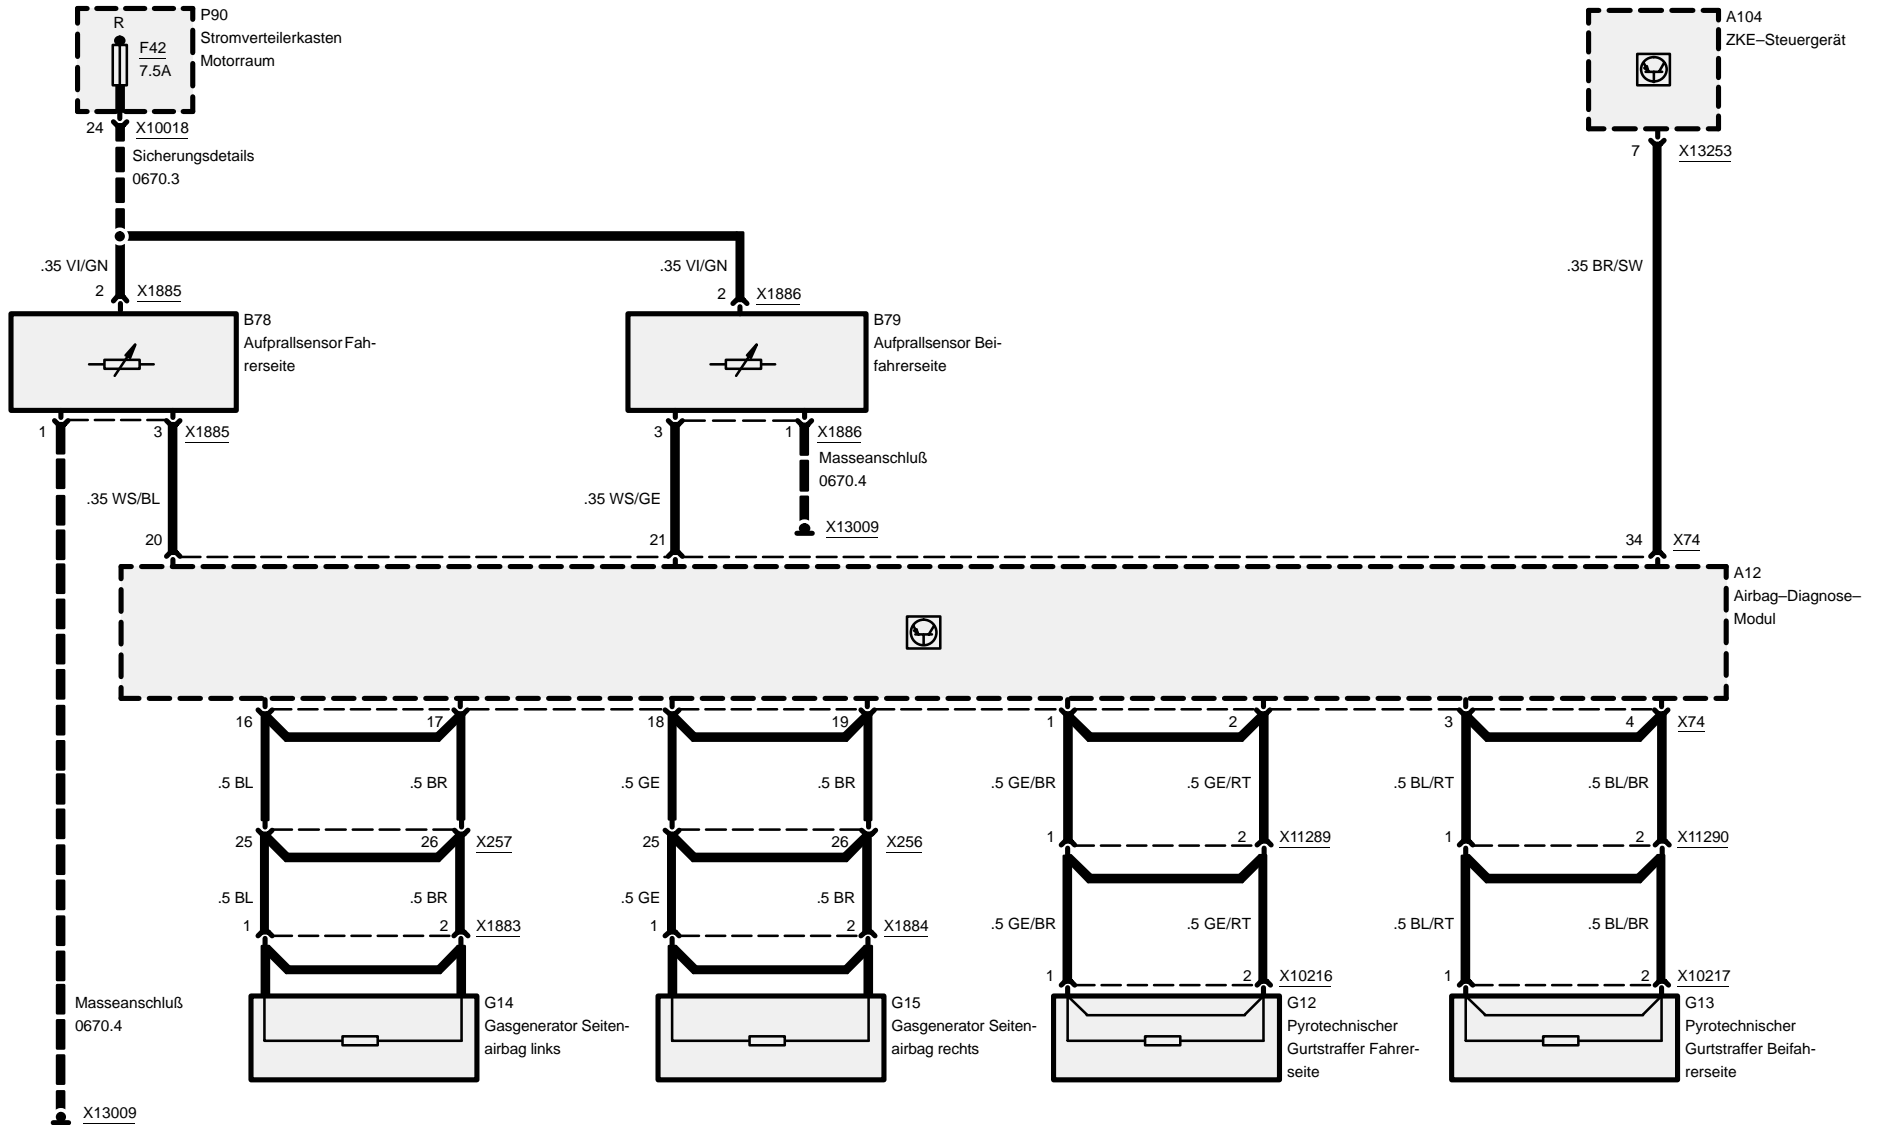 P90
Stromverteilerkasten
Motorraum
R
F42
7.5A
24
X10018
Sicherungsdetails
0670.3
A104
ZKE–Steuergerät
7
X13253
.35 VI/GN
2
X1885
.35 VI/GN
2
X1886
.35 BR/SW
B78
Aufprallsensor Fah-
rerseite
B79
Aufprallsensor Bei-
fahrerseite
1
3
X1885
3
1
X1886
Masseanschluß
0670.4
.35 WS/BL
.35 WS/GE
X13009
20
21
34
X74
A12
Airbag–Diagnose–
Modul
16
17
18
19
1
2
3
4
X74
.5 BL
.5 BR
.5 GE
.5 BR
.5 GE/BR
.5 GE/RT
.5 BL/RT
.5 BL/BR
25
26
X257
25
26
X256
1
2
X11289
1
2
X11290
.5 BL
.5 BR
.5 GE
.5 BR
.5 GE/BR
.5 GE/RT
.5 BL/RT
.5 BL/BR
1
2
X1883
1
2
X1884
1
2
X10216
1
2
X10217
Masseanschluß
0670.4
G14
Gasgenerator Seiten-
airbag links
G15
Gasgenerator Seiten-
airbag rechts
G12
Pyrotechnischer
Gurtstraffer Fahrer-
seite
G13
Pyrotechnischer
Gurtstraffer Beifah-
rerseite
X13009